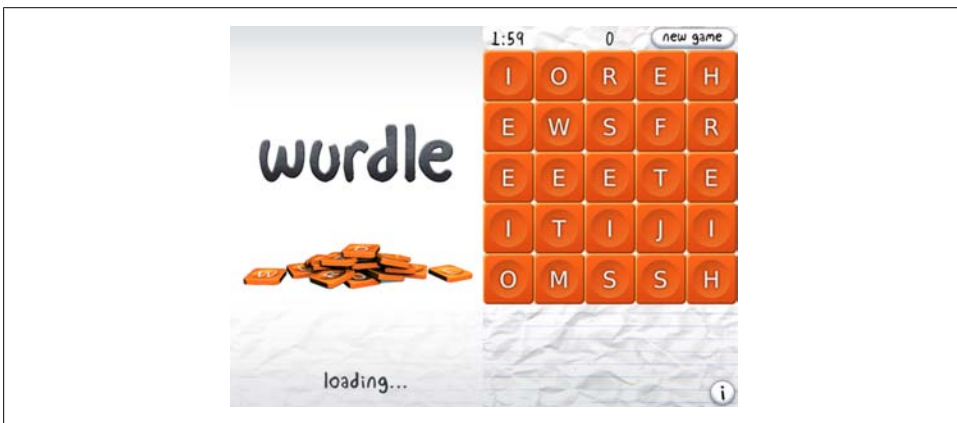 wurdle
loading...
1:59 0 new game
I O R E H
E W S F R
E E E T E
I T I J I
O M S S H
i